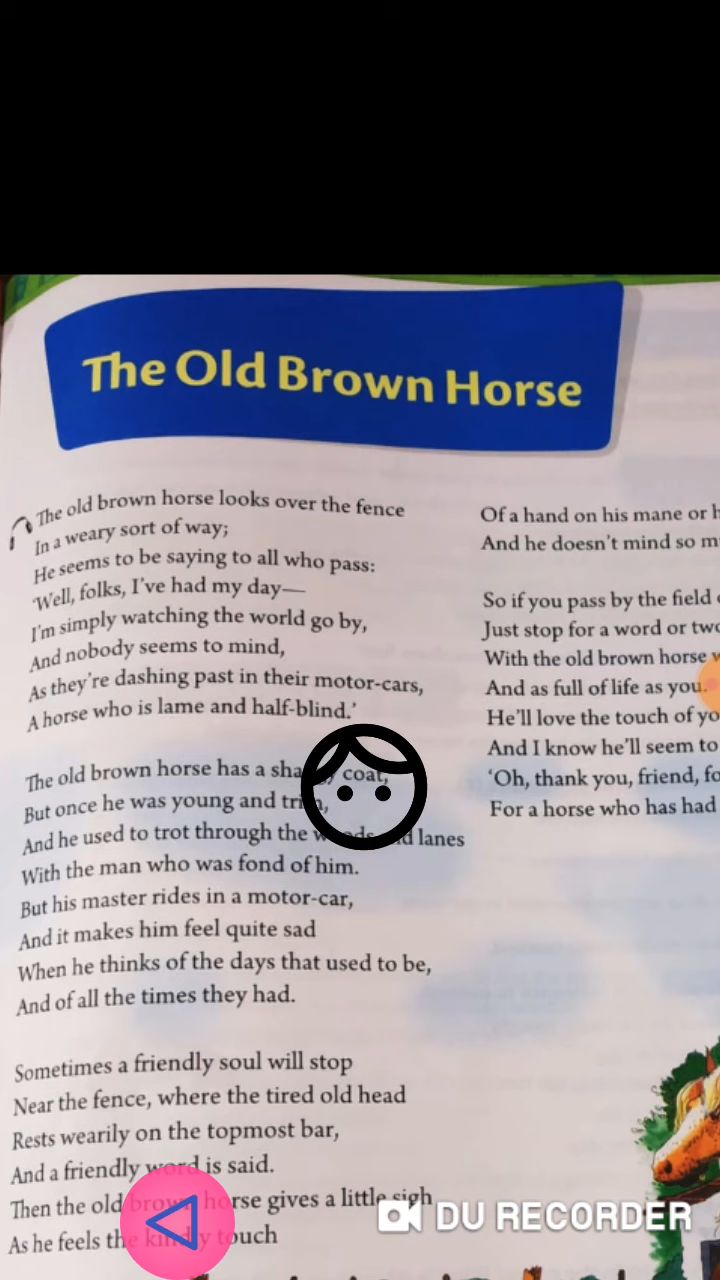 The Old Brown Horse
The old brown horse looks over the fence
In a weary sort of way;
He seems to be saying to all who pass:
'Well, folks, I've had my day—
I'm simply watching the world go by,
And nobody seems to mind,
As they're dashing past in their motor-cars,
A horse who is lame and half-blind.'
The old brown horse has a coat,
But once he was young and trim,
And he used to trot through the woods and lanes
With the man who was fond of him.
But his master rides in a motor-car,
And it makes him feel quite sad
When he thinks of the days that used to be,
And of all the times they had.
Sometimes a friendly soul will stop
Near the fence, where the tired old head
Rests wearily on the topmost bar,
And a friendly word is said.
Then the old brown horse gives a little sigh
As he feels the kindly touch
Of a hand on his mane or
And he doesn't mind so
So if you pass by the field
Just stop for a word or two
With the old brown horse
And as full of life as you.
He'll love the touch of
And I know he'll seem to
'Oh, thank you, friend,
For a horse who has had
DU RECORDER